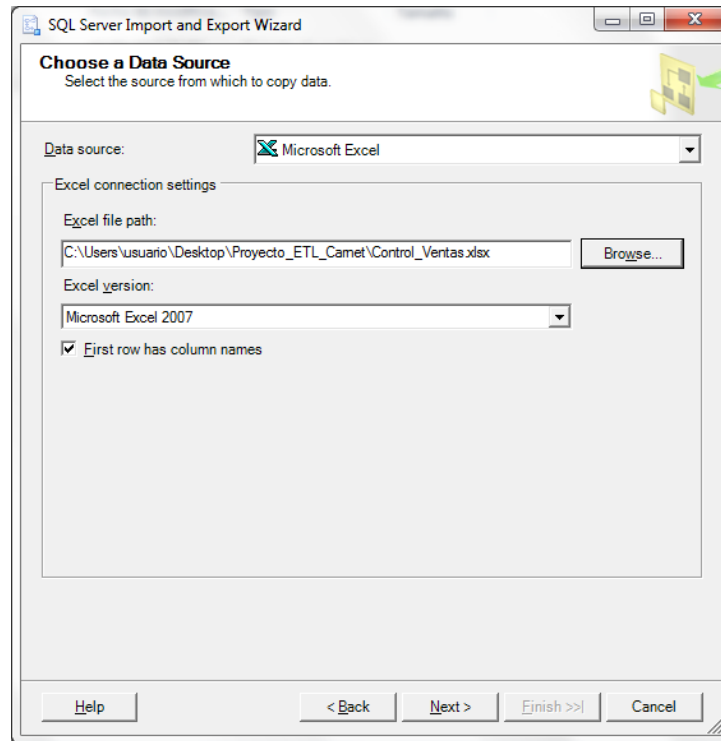 SQL Server Import and Export Wizard
Choose a Data Source
Select the source from which to copy data.
Data source:
Microsoft Excel
Excel connection settings
Excel file path:
C:\Users\usuario\Desktop\Proyecto_ETL_Carnet\Control_Ventas.xlsx
Browse...
Excel version:
Microsoft Excel 2007
First row has column names
Help
< Back
Next >
Finish >>|
Cancel